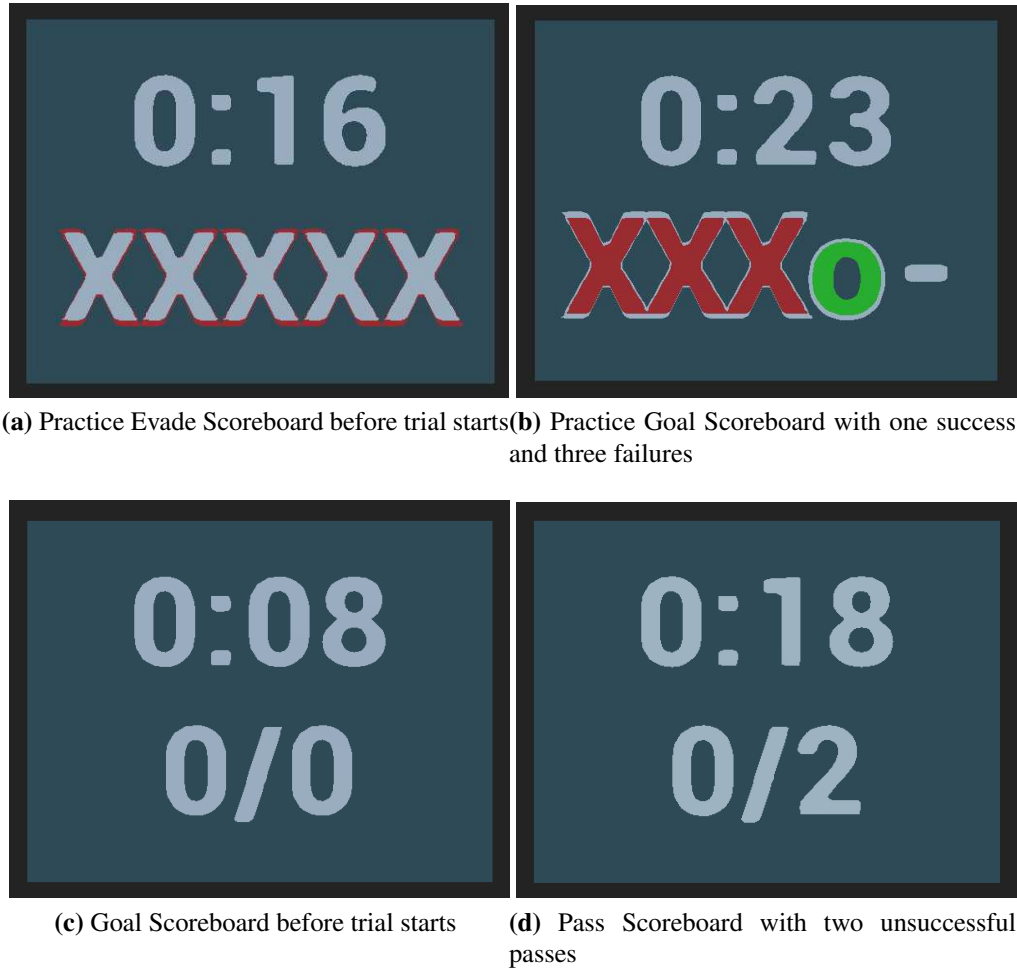 0:16
XXXXX
0:23
XXXO-
(a) Practice Evade Scoreboard before trial starts
(b) Practice Goal Scoreboard with one success
and three failures
0:08
0/0
0:18
0/2
(c) Goal Scoreboard before trial starts
(d) Pass Scoreboard with two unsuccessful
passes